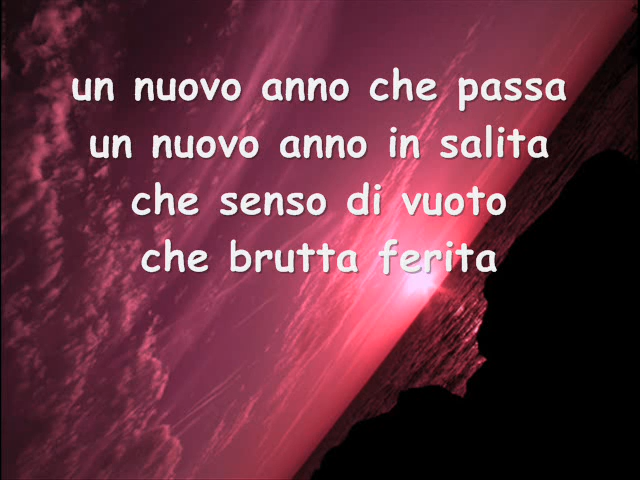 un nuovo anno che passa
un nuovo anno in salita
che senso di vuoto
che brutta ferita